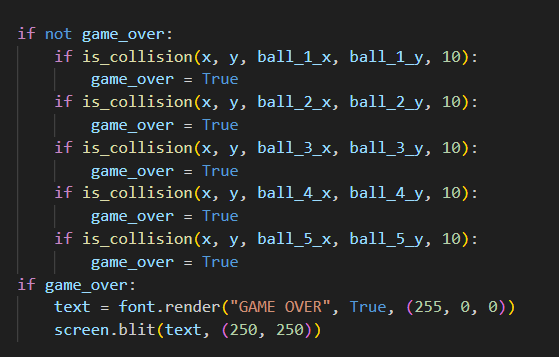 if not game_over:
    if is_collision(x, y, ball_1_x, ball_1_y, 10):
        game_over = True
    if is_collision(x, y, ball_2_x, ball_2_y, 10):
        game_over = True
    if is_collision(x, y, ball_3_x, ball_3_y, 10):
        game_over = True
    if is_collision(x, y, ball_4_x, ball_4_y, 10):
        game_over = True
    if is_collision(x, y, ball_5_x, ball_5_y, 10):
        game_over = True
if game_over:
    text = font.render("GAME OVER", True, (255, 0, 0))
    screen.blit(text, (250, 250))